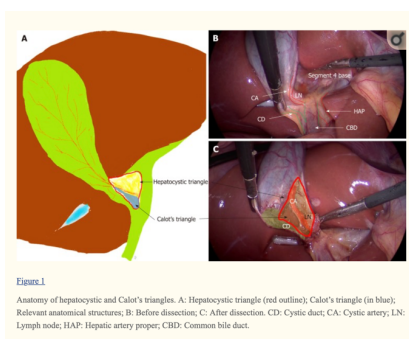 A
B
Segment 4 base
CA
LN
HAP
CD
CBD
Hepatocystic triangle
Calot's triangle
C
CA
LN
CD
Figure 1
Anatomy of hepatocystic and Calot's triangles. A: Hepatocystic triangle (red outline); Calot's triangle (in blue);
Relevant anatomical structures; B: Before dissection; C: After dissection. CD: Cystic duct; CA: Cystic artery; LN:
Lymph node; HAP: Hepatic artery proper; CBD: Common bile duct.